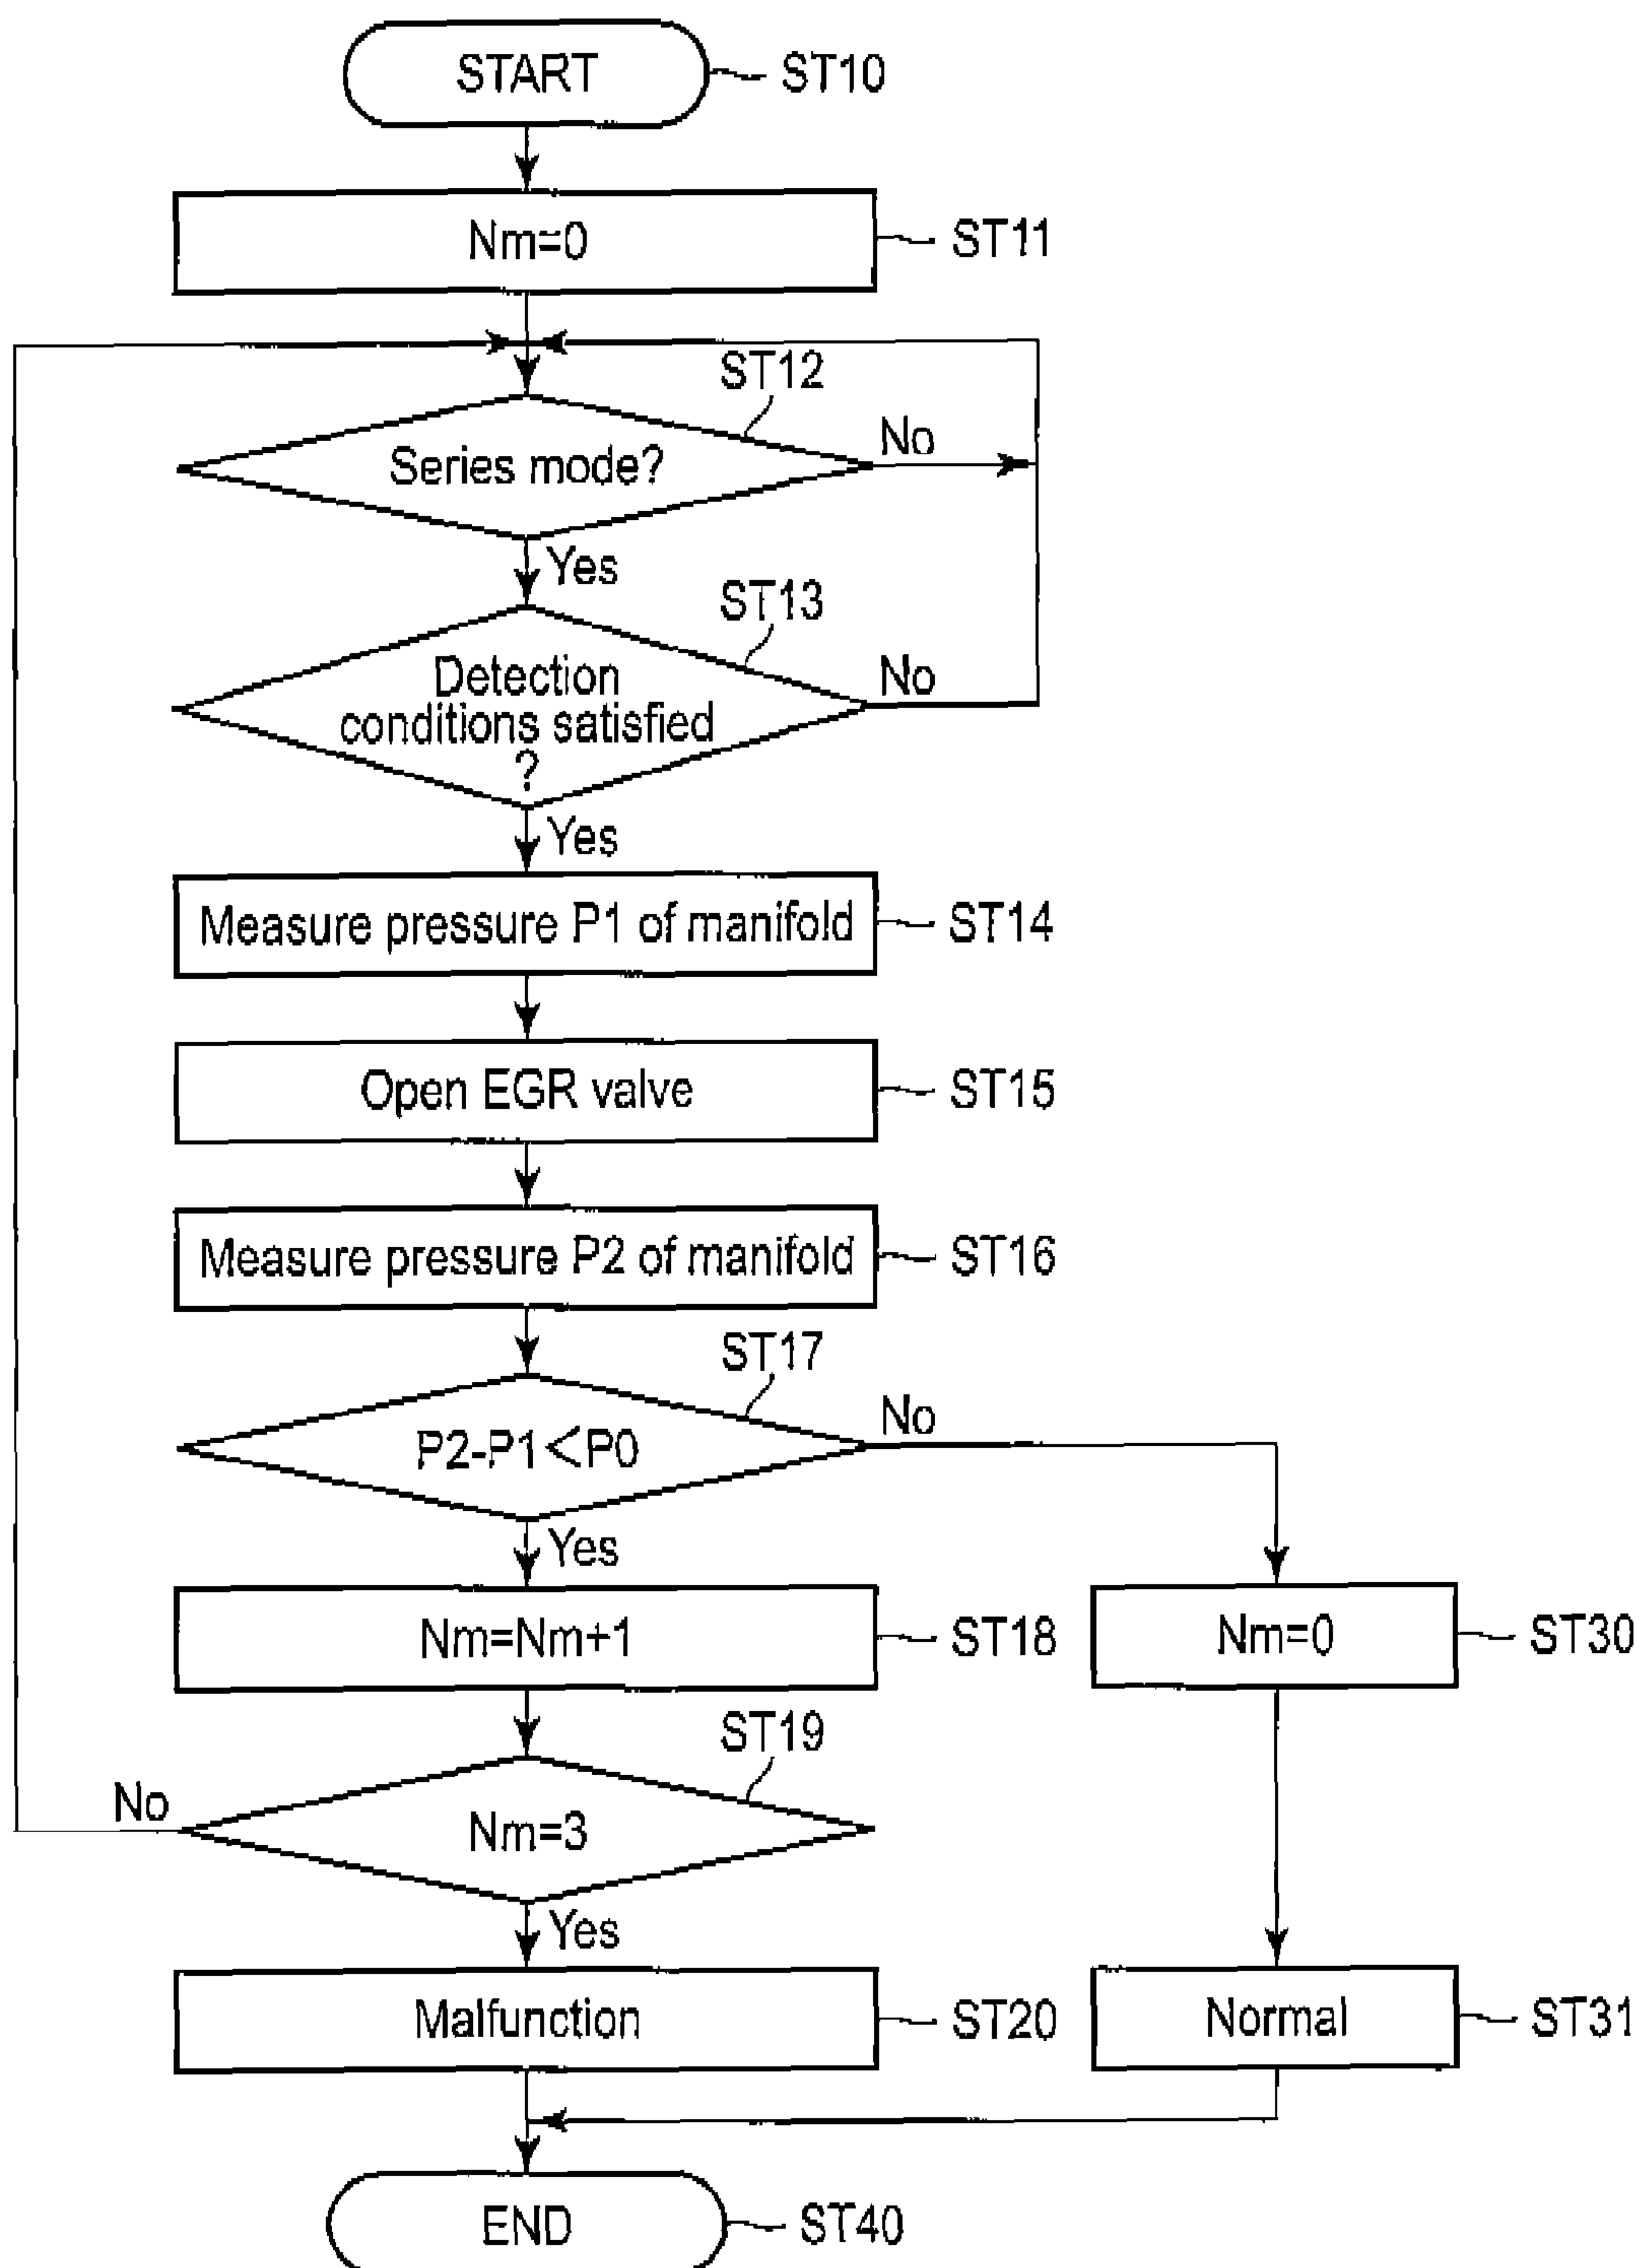 START
ST10
Nm=0
ST11
ST12
Series mode?
No
Yes
ST13
Detection
conditions satisfied
?
No
Yes
Measure pressure P1 of manifold
ST14
Open EGR valve
ST15
Measure pressure P2 of manifold
ST16
ST17
P2-P1<P0
No
Yes
Nm=Nm+1
ST18
Nm=0
ST30
ST19
Nm=3
No
Yes
Malfunction
ST20
Normal
ST31
END
ST40